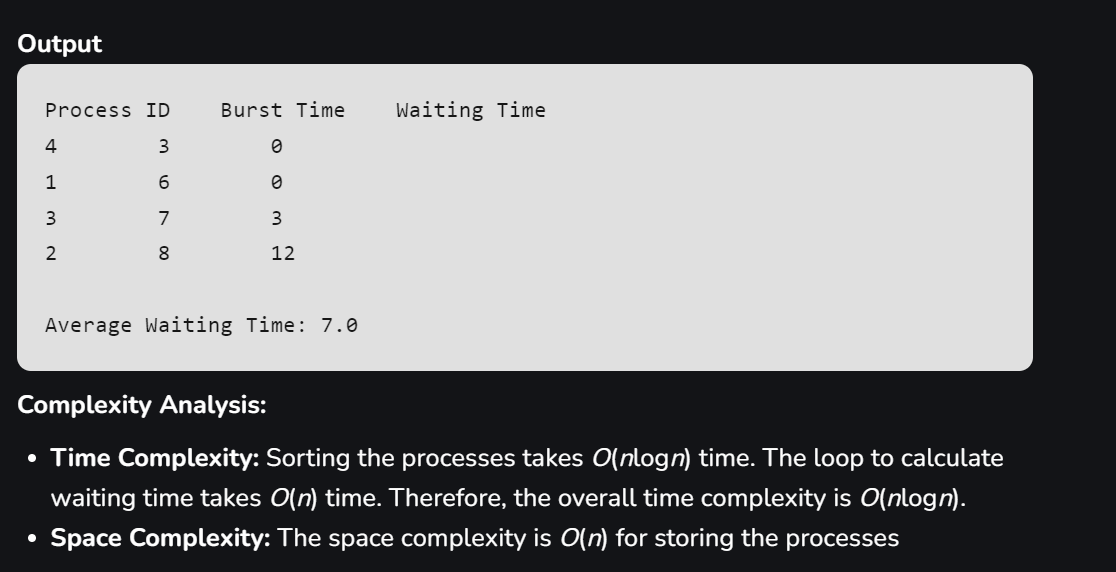 Output
Process ID    Burst Time    Waiting Time
4        3        0
1        6        0
3        7        3
2        8        12
Average Waiting Time: 7.0
Complexity Analysis:
• Time Complexity: Sorting the processes takes O(nlogn) time. The loop to calculate
waiting time takes O(n) time. Therefore, the overall time complexity is O(nlogn).
• Space Complexity: The space complexity is O(n) for storing the processes